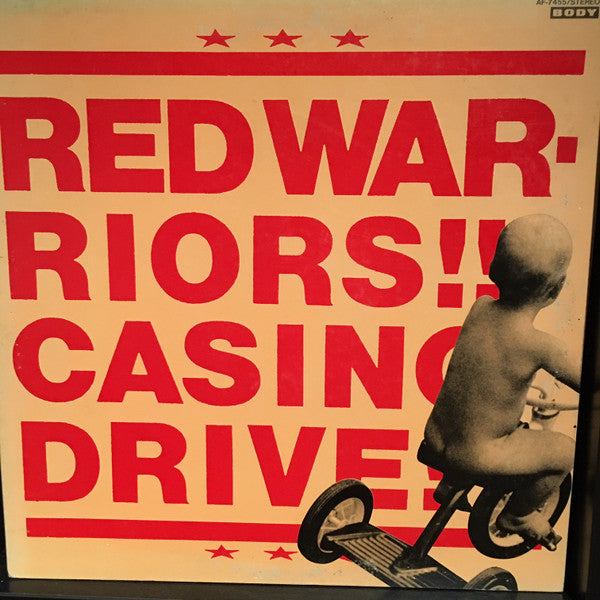 AF-7455/STEREO
BODY
RED WAR-
RIORS!!
CASINO
DRIVE!